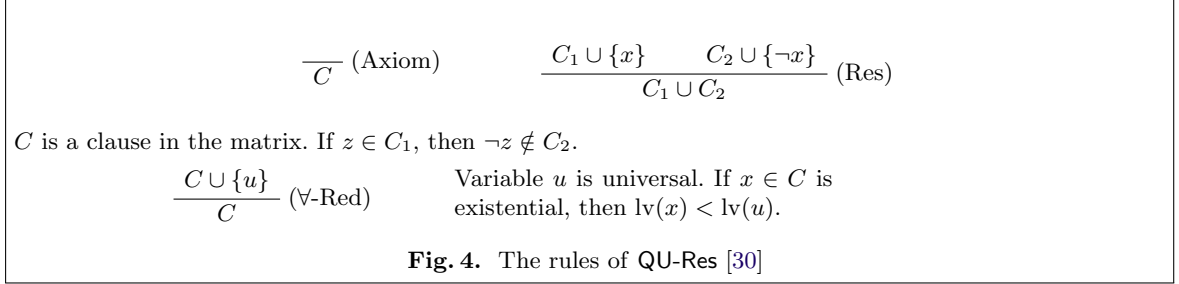 C (Axiom)
C₁ ∪ {x} C₂ ∪ {¬x}
C₁ ∪ C₂ (Res)
C is a clause in the matrix. If z ∈ C₁, then ¬z ∉ C₂.
C ∪ {u}
C (∀-Red)
Variable u is universal. If x ∈ C is
existential, then lv(x) < lv(u).
Fig. 4. The rules of QU-Res [30]